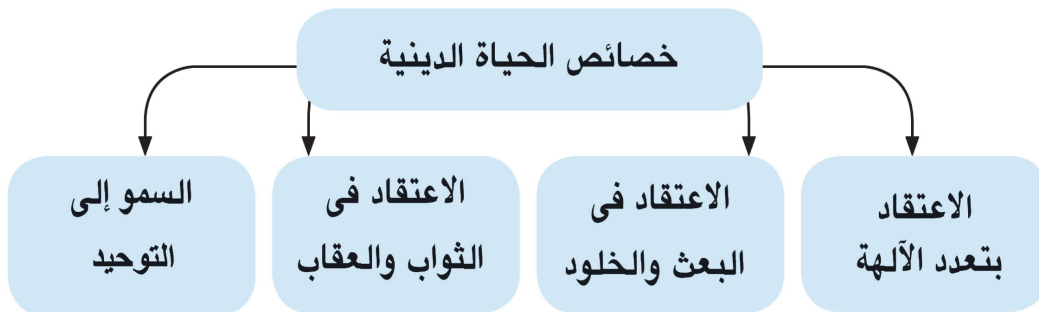 خصائص الحياة الدينية
الاعتقاد
بتعدد الآلهة
الاعتقاد فى
البعث والخلود
الاعتقاد فى
الثواب والعقاب
السمو إلى
التوحيد